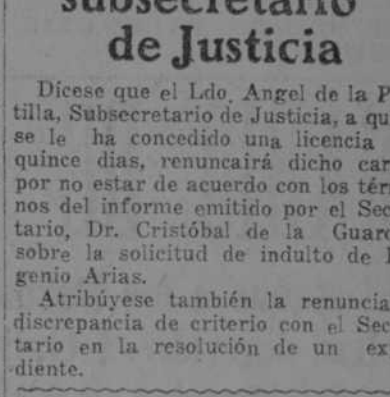 subsecretario
de Justicia
Dícese que el Ldo. Angel de la P
tilla, Subsecretario de Justicia, a qu
se le ha concedido una licencia
quince dias, renuncairá dicho car
por no estar de acuerdo con los tér
nos del informe emitido por el Sec
tario, Dr. Cristóbal de la Guar
sobre la solicitud de indulto de
genio Arias.
Atribúyese también la renuncia
discrepancia de criterio con el Sec
tario en la resolución de un ex
diente.